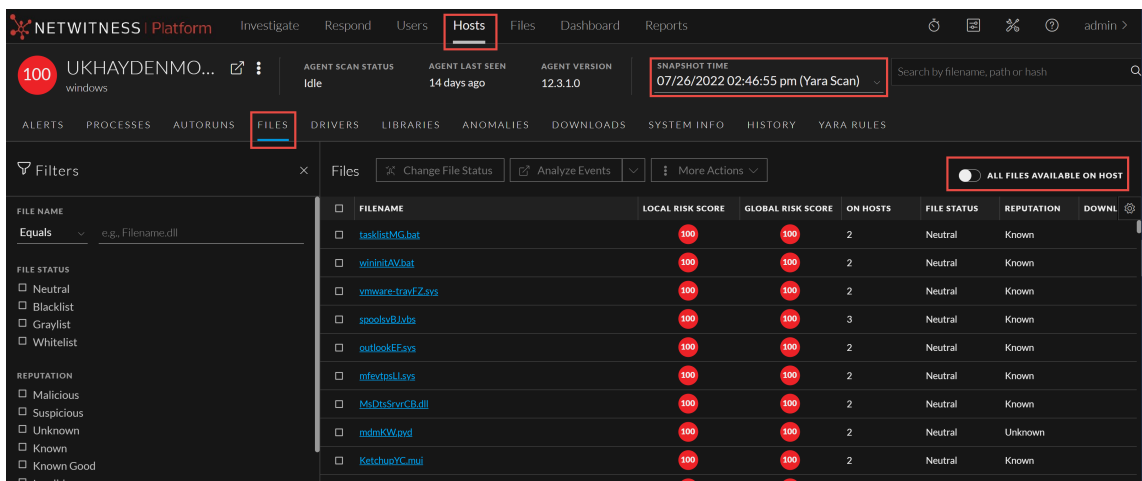 NETWITNESS | Platform Investigate Respond Users Hosts Files Dashboard Reports admin >
100 UKHAYDENMO... windows
AGENT SCAN STATUS Idle
AGENT LAST SEEN 14 days ago
AGENT VERSION 12.3.1.0
SNAPSHOT TIME 07/26/2022 02:46:55 pm (Yara Scan)
Search by filename, path or hash
ALERTS PROCESSES AUTORUNS FILES DRIVERS LIBRARIES ANOMALIES DOWNLOADS SYSTEM INFO HISTORY YARA RULES
Filters
FILE NAME
Equals e.g., Filename.dll
FILE STATUS
Neutral
Blacklist
Graylist
Whitelist
REPUTATION
Malicious
Suspicious
Unknown
Known
Known Good
Files Change File Status Analyze Events More Actions ALL FILES AVAILABLE ON HOST
FILENAME LOCAL RISK SCORE GLOBAL RISK SCORE ON HOSTS FILE STATUS REPUTATION DOWNL
tasklistMG.bat 100 100 2 Neutral Known
wininitAV.bat 100 100 2 Neutral Known
vmware-trayFZ.sys 100 100 2 Neutral Known
spoolsvBJ.vbs 100 100 3 Neutral Known
outlookEF.sys 100 100 2 Neutral Known
mfevtpsLI.sys 100 100 2 Neutral Known
MsDtsSrvrCB.dll 100 100 2 Neutral Known
mdmKW.pyd 100 100 2 Neutral Unknown
KetchupYC.mui 100 100 2 Neutral Known